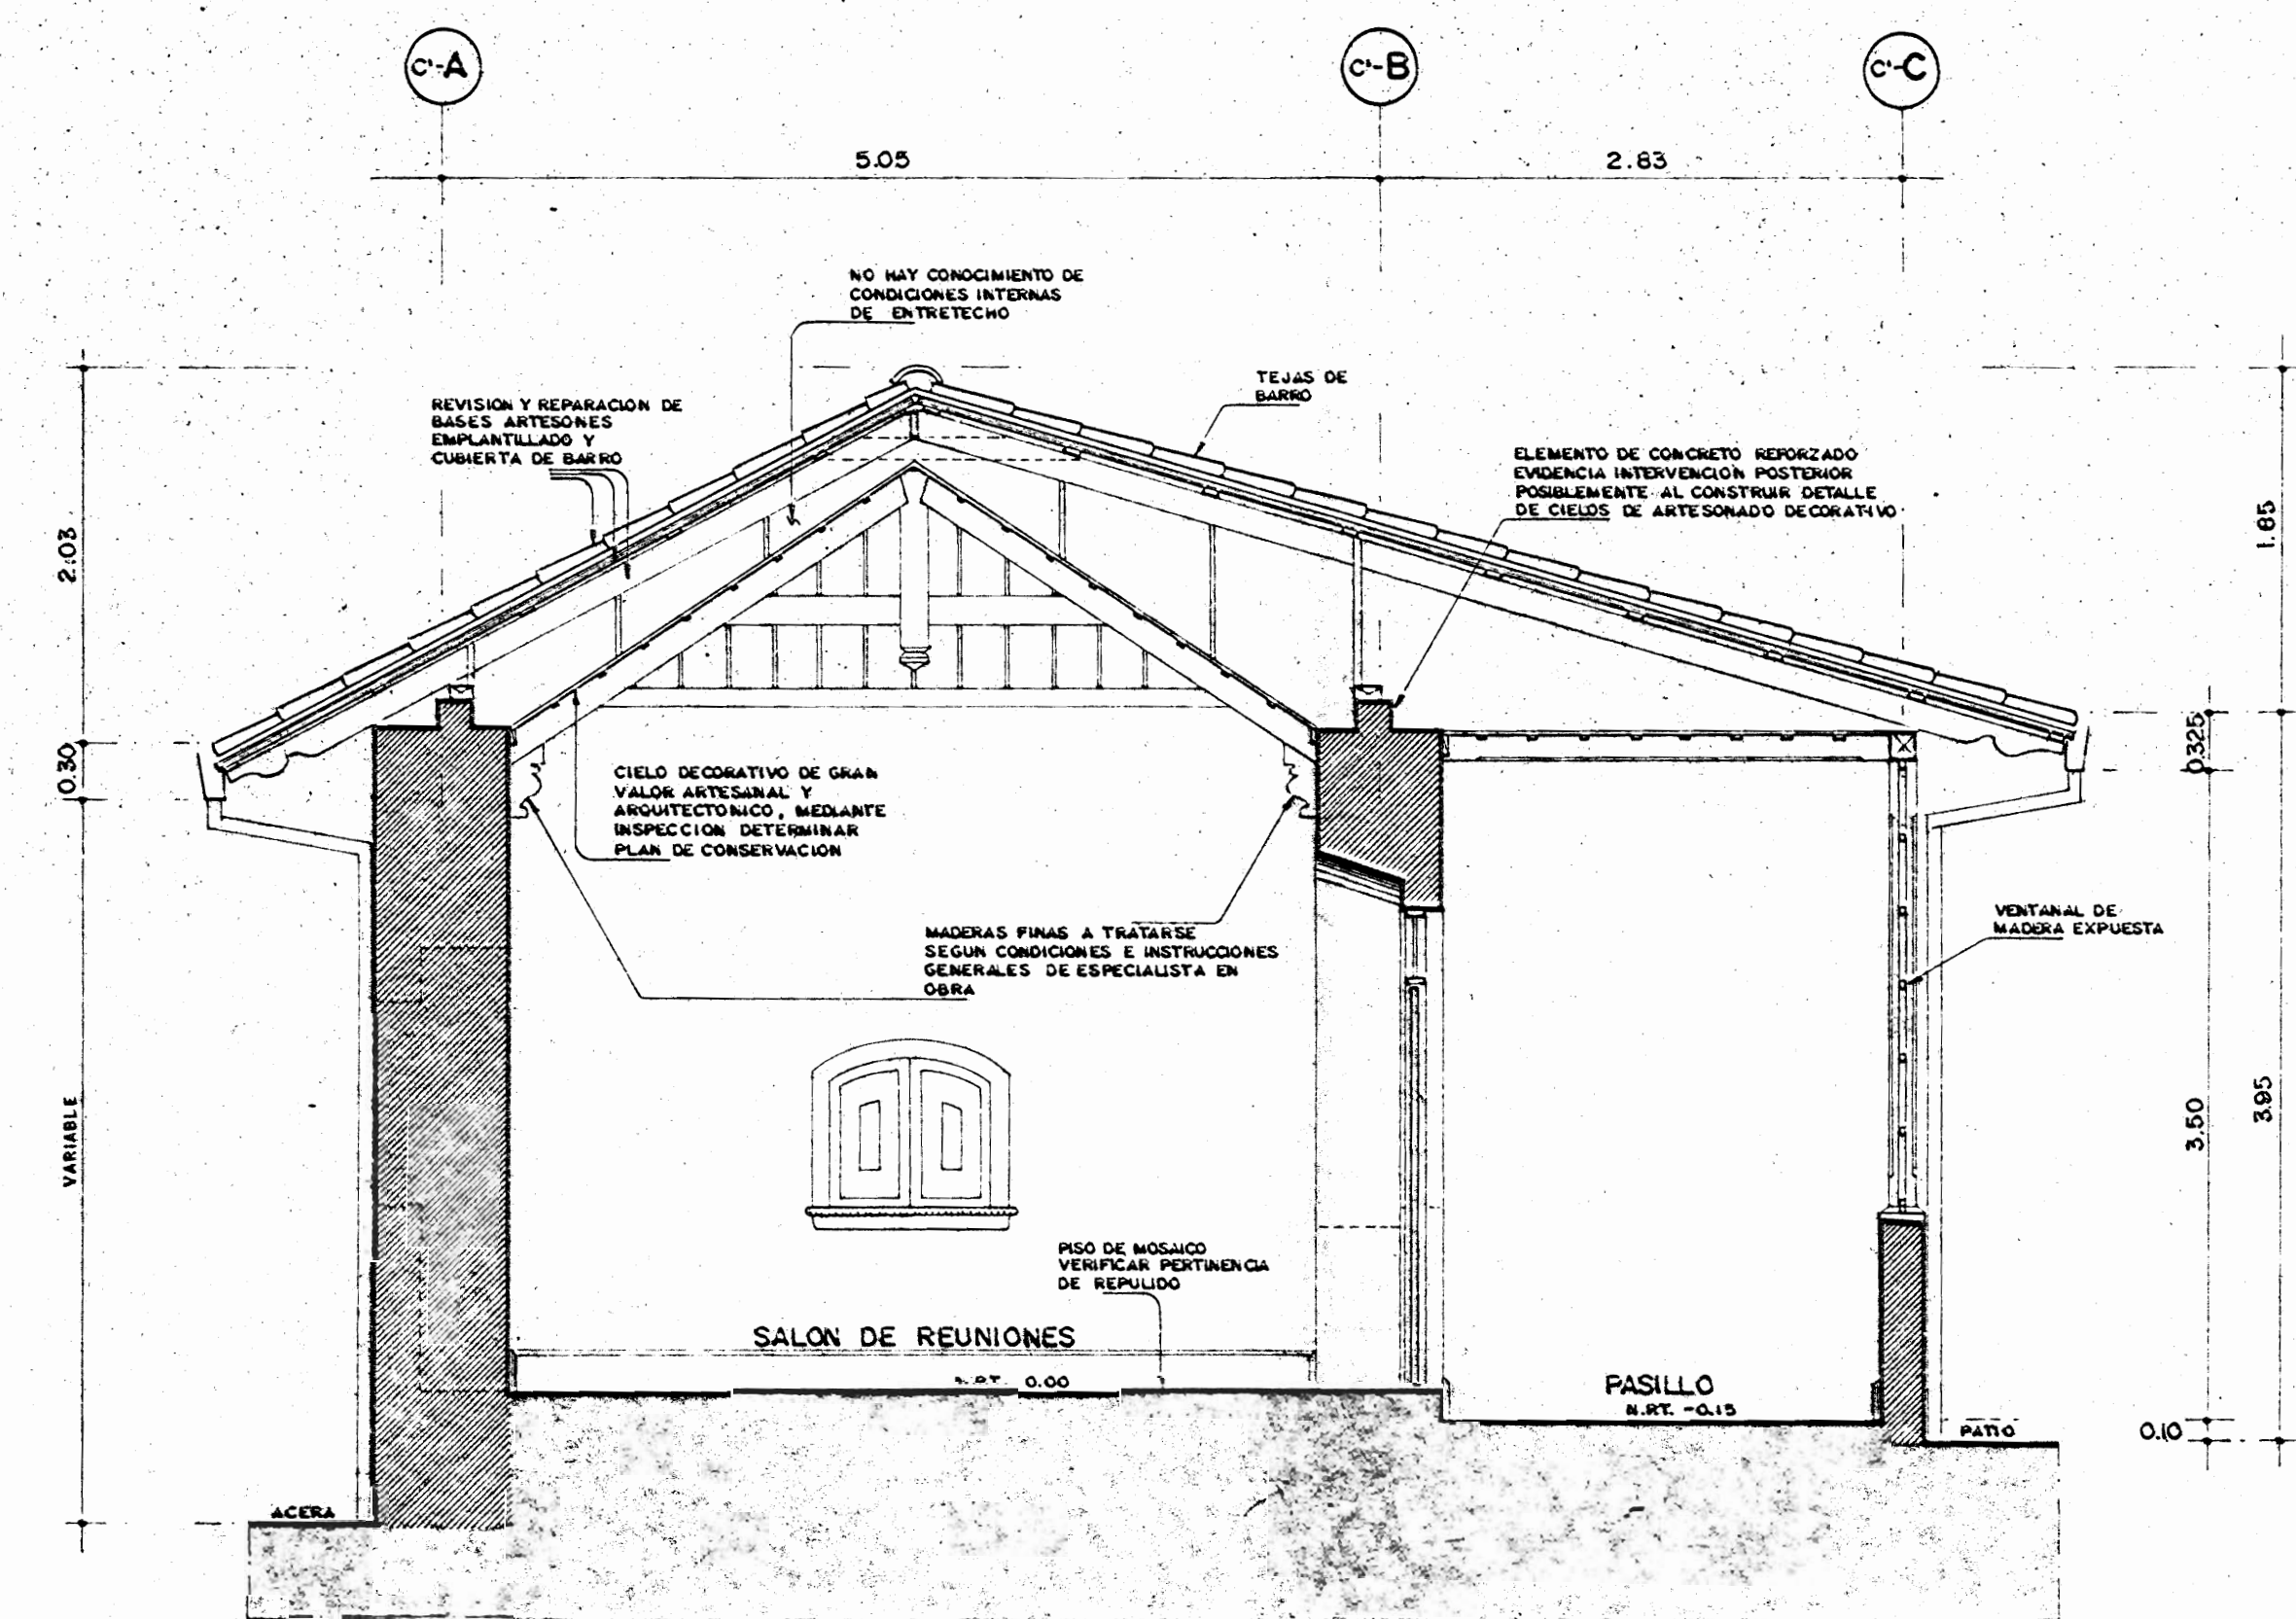 C'-A
C'-B
C'-C
5.05
2.83
NO HAY CONOCIMIENTO DE
CONDICIONES INTERNAS
DE ENTRETECHO
REVISION Y REPARACION DE
BASES ARTESONES
EMPLANTILLADO Y
CUBIERTA DE BARRO
TEJAS DE
BARRO
ELEMENTO DE CONCRETO REFORZADO
EVIDENCIA INTERVENCION POSTERIOR
POSIBLEMENTE AL CONSTRUIR DETALLE
DE CIELOS DE ARTESONADO DECORATIVO
2.03
0.30
VARIABLE
1.85
0.325
3.50
3.95
0.10
CIELO DECORATIVO DE GRAN
VALOR ARTESANAL Y
ARQUITECTONICO, MEDIANTE
INSPECCION DETERMINAR
PLAN DE CONSERVACION
MADERAS FINAS A TRATARSE
SEGUN CONDICIONES E INSTRUCCIONES
GENERALES DE ESPECIALISTA EN
OBRA
VENTANAL DE
MADERA EXPUESTA
PISO DE MOSAICO
VERIFICAR PERTINENCIA
DE REPULIDO
SALON DE REUNIONES
N.P.T. 0.00
PASILLO
N.P.T. -0.15
PATIO
ACERA